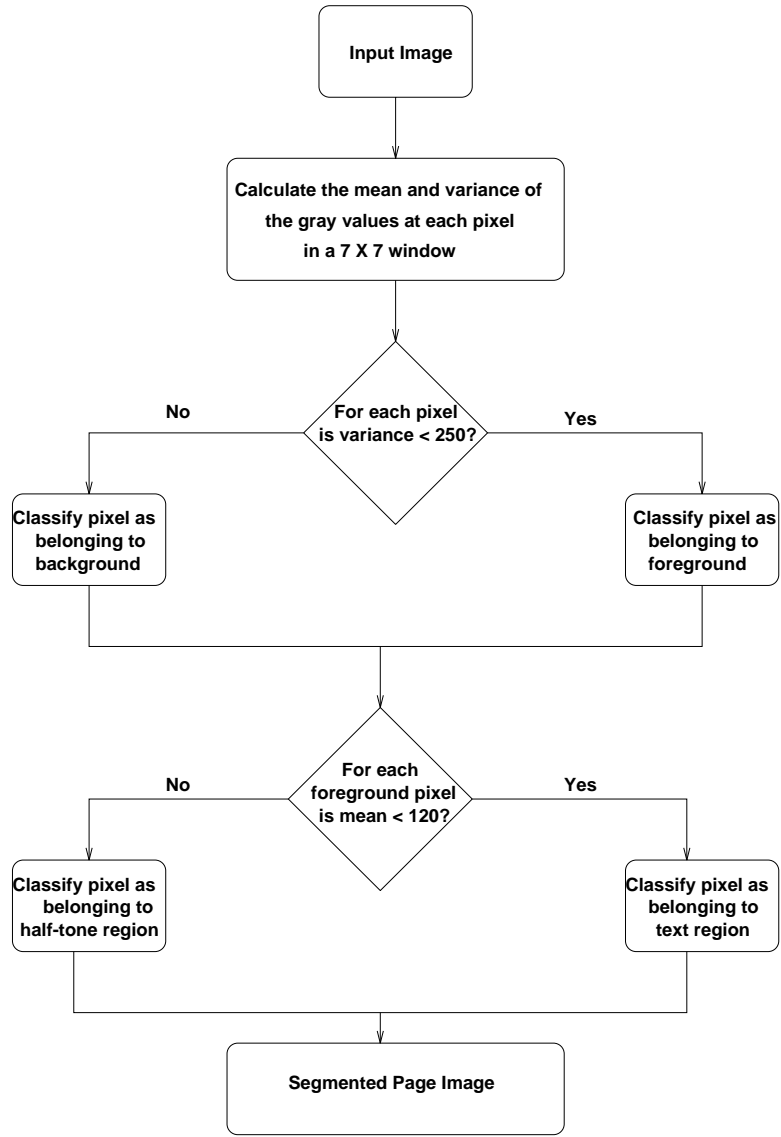 Input Image
Calculate the mean and variance of
the gray values at each pixel
in a 7 X 7 window
For each pixel
is variance < 250?
No
Yes
Classify pixel as
belonging to
background
Classify pixel as
belonging to
foreground
For each
foreground pixel
is mean < 120?
No
Yes
Classify pixel as
belonging to
half-tone region
Classify pixel as
belonging to
text region
Segmented Page Image